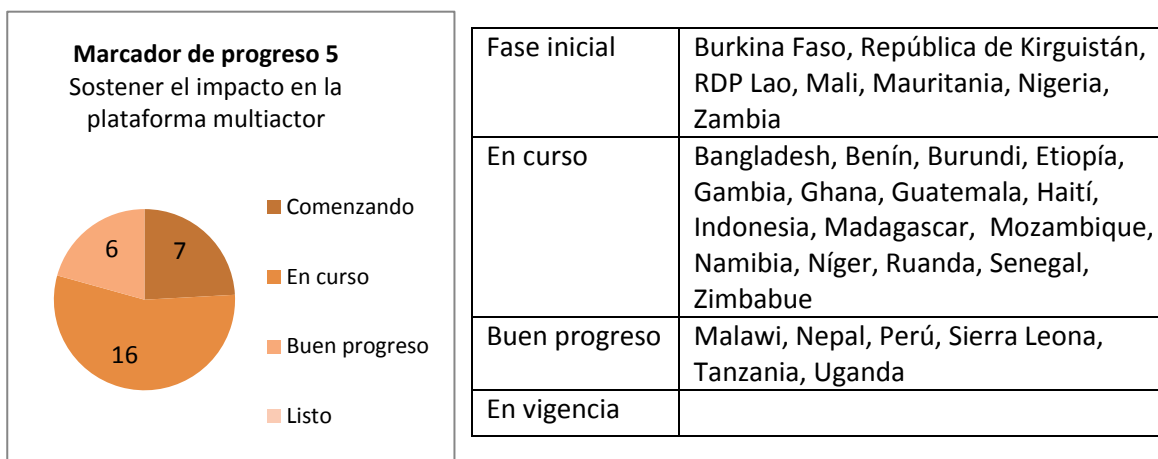 Marcador de progreso 5
Sostener el impacto en la
plataforma multiactor
6
7
16
Comenzando
En curso
Buen progreso
Listo
Fase inicial
Burkina Faso, República de Kirguistán,
RDP Lao, Mali, Mauritania, Nigeria,
Zambia
En curso
Bangladesh, Benín, Burundi, Etiopía,
Gambia, Ghana, Guatemala, Haití,
Indonesia, Madagascar, Mozambique,
Namibia, Níger, Ruanda, Senegal,
Zimbabue
Buen progreso
Malawi, Nepal, Perú, Sierra Leona,
Tanzania, Uganda
En vigencia